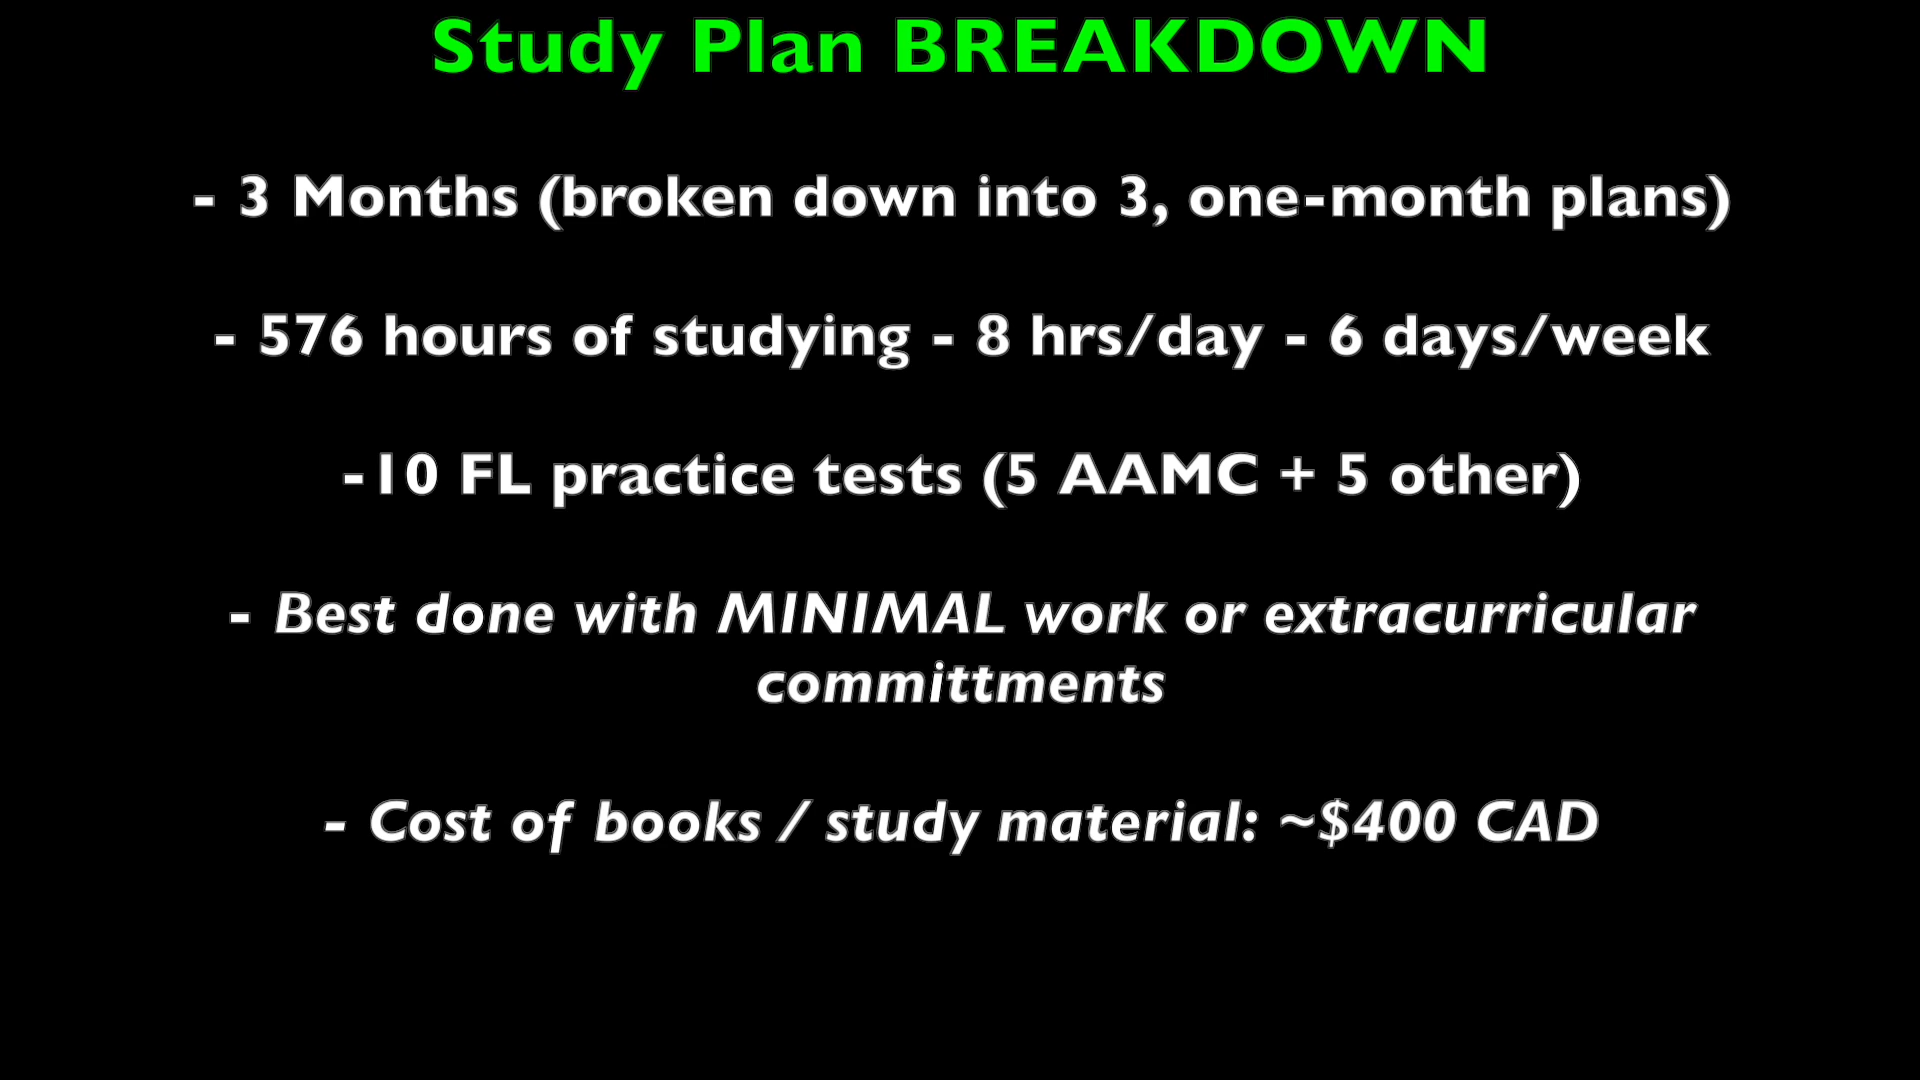 Study Plan BREAKDOWN
- 3 Months (broken down into 3, one-month plans)
- 576 hours of studying - 8 hrs/day - 6 days/week
-10 FL practice tests (5 AAMC + 5 other)
- Best done with MINIMAL work or extracurricular
committments
- Cost of books / study material: ~$400 CAD